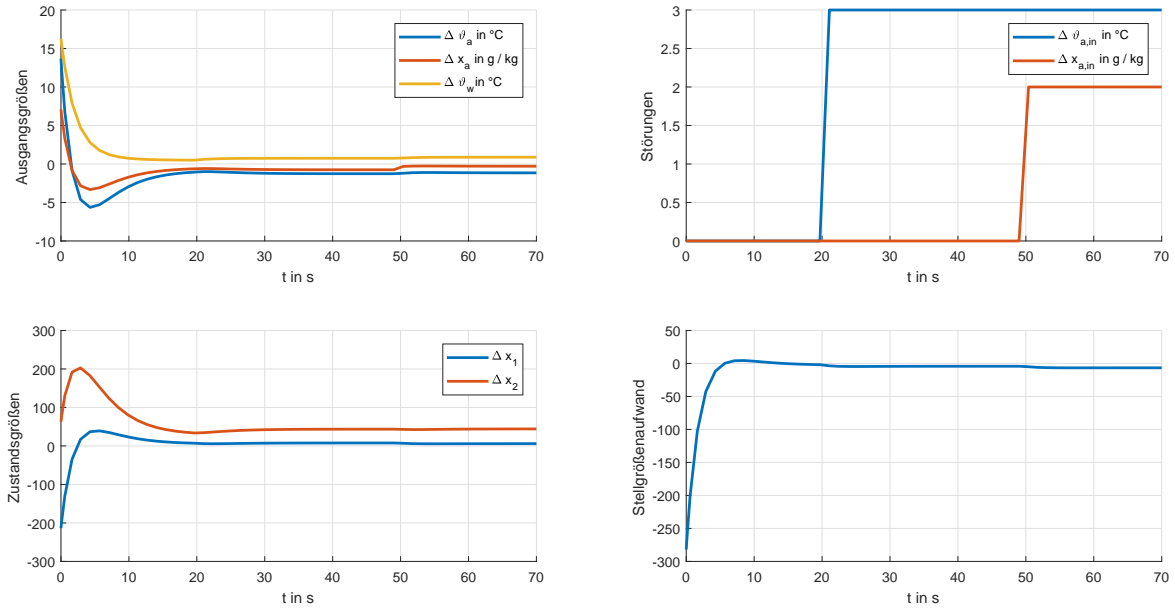 Ausgangsgrößen
20
15
10
5
0
-5
-10
0 10 20 30 40 50 60 70
t in s
Δ ϑa in °C
Δ xa in g / kg
Δ ϑw in °C
Störungen
3
2.5
2
1.5
1
0.5
0
0 10 20 30 40 50 60 70
t in s
Δ ϑa,in in °C
Δ xa,in in g / kg
Zustandsgrößen
300
200
100
0
-100
-200
-300
0 10 20 30 40 50 60 70
t in s
Δ x1
Δ x2
Stellgrößenaufwand
50
0
-50
-100
-150
-200
-250
-300
0 10 20 30 40 50 60 70
t in s